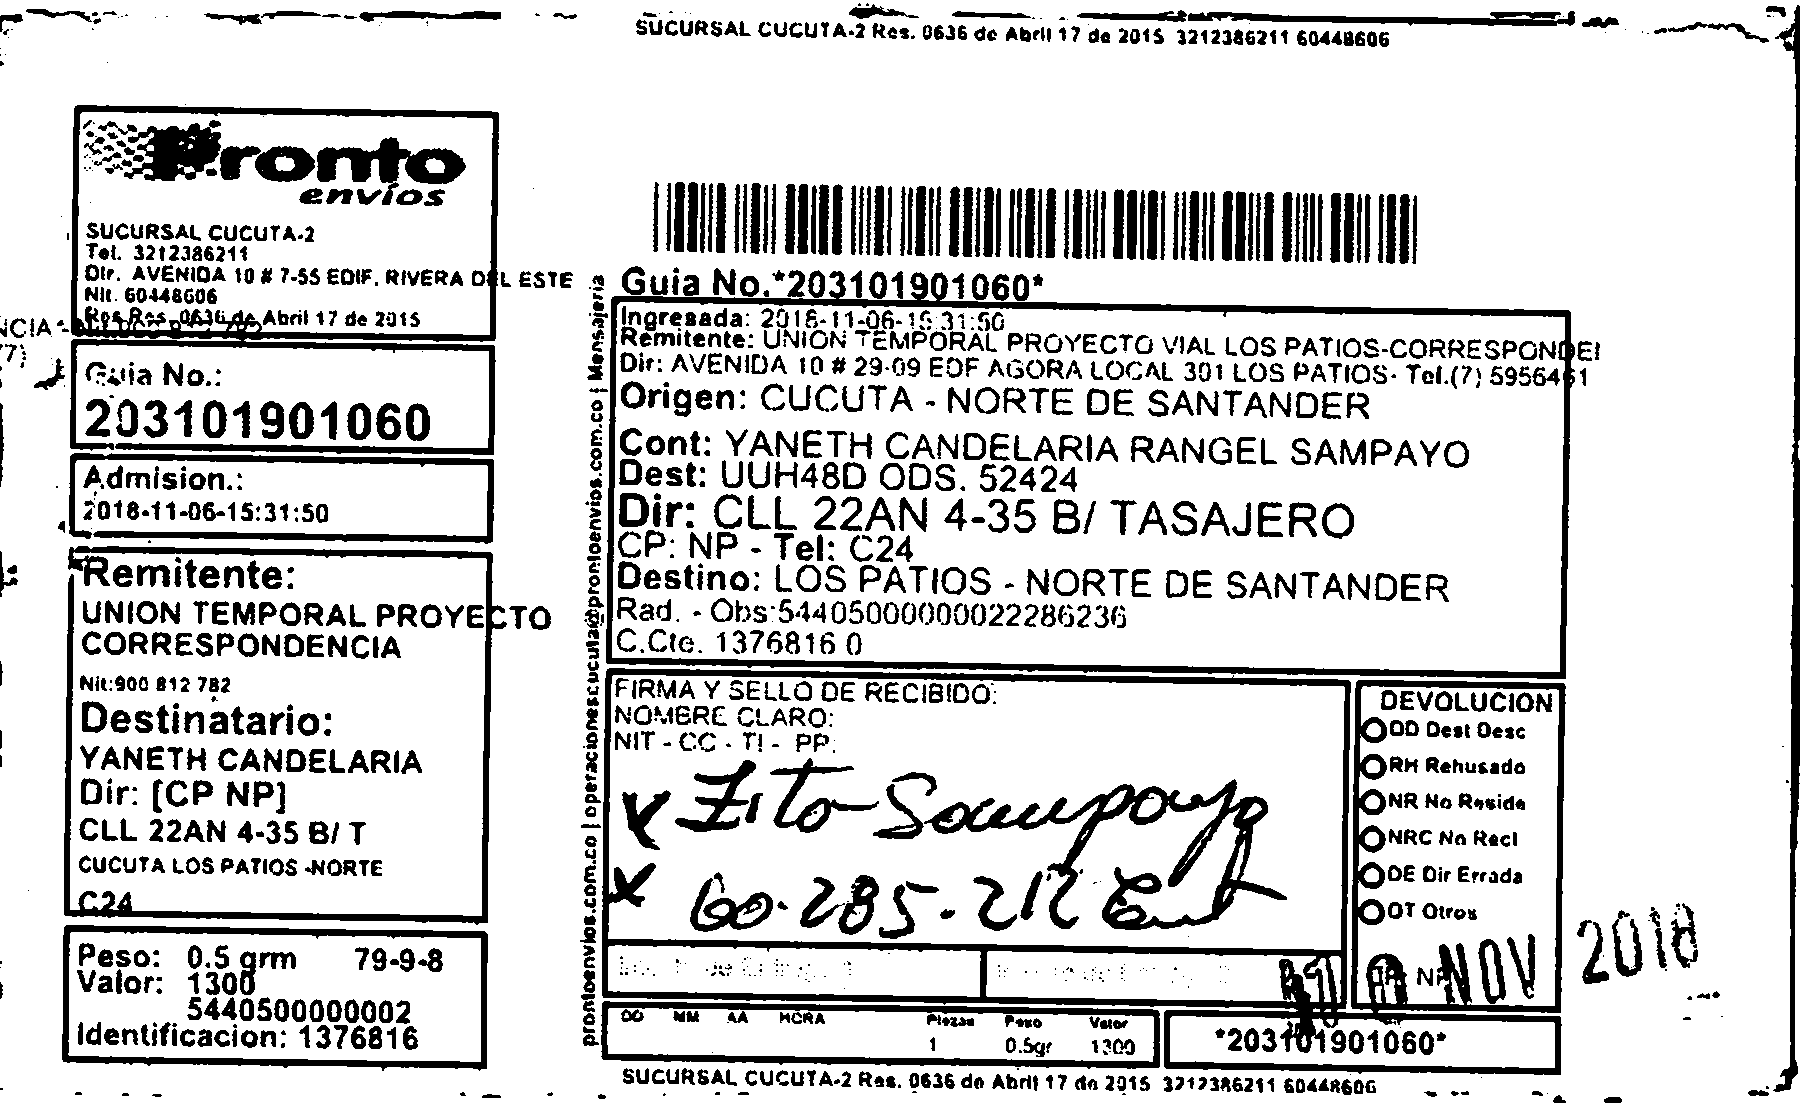 SUCURSAL CUCUTA-2 Res. 0636 de Abril 17 de 2015 3212386211 60448606
Pronto
envíos
SUCURSAL CUCUTA-2
Tel. 3212386211
Dir. AVENIDA 10 # 7-55 EDIF. RIVERA DEL ESTE
Nit. 60448606
Res. 0636 de Abril 17 de 2015
Guia No.:
203101901060
Admision.:
2018-11-06-15:31:50
Remitente:
UNION TEMPORAL PROYECTO
CORRESPONDENCIA
Nit:900 812 782
Destinatario:
YANETH CANDELARIA
Dir: [CP NP]
CLL 22AN 4-35 B/ T
CUCUTA LOS PATIOS -NORTE
C24
Peso: 0.5 grm 79-9-8
Valor: 1300
5440500000002
Identificacion: 1376816
prontoenvios.com.co | operacionescucuta@prontoenvios.com.co | Mensajeria
Guia No.*203101901060*
Ingresada: 2018-11-06-15:31:50
Remitente: UNION TEMPORAL PROYECTO VIAL LOS PATIOS-CORRESPONDEI
Dir: AVENIDA 10 # 29-09 EDF AGORA LOCAL 301 LOS PATIOS- Tel.(7) 5956461
Origen: CUCUTA - NORTE DE SANTANDER
Cont: YANETH CANDELARIA RANGEL SAMPAYO
Dest: UUH48D ODS. 52424
Dir: CLL 22AN 4-35 B/ TASAJERO
CP: NP - Tel: C24
Destino: LOS PATIOS - NORTE DE SANTANDER
Rad. - Obs:54405000000022286236
C.Cte. 1376816 0
FIRMA Y SELLO DE RECIBIDO:
NOMBRE CLARO:
NIT - CC - TI - PP:
x Zito Sampayo
x 60-285-212
DEVOLUCION
DD Dest Desc
RH Rehusado
NR No Reside
NRC No Recl
DE Dir Errada
OT Otros
NOV 2018
DD MM AA HORA
Piezas Peso Valor
1 0.5gr 1300
*203101901060*
SUCURSAL CUCUTA-2 Res. 0636 de Abril 17 de 2015 3212386211 60448606